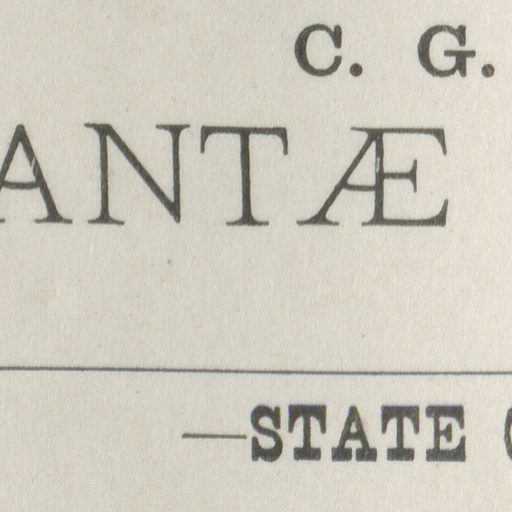 C. G.
ANTÆ
—STATE